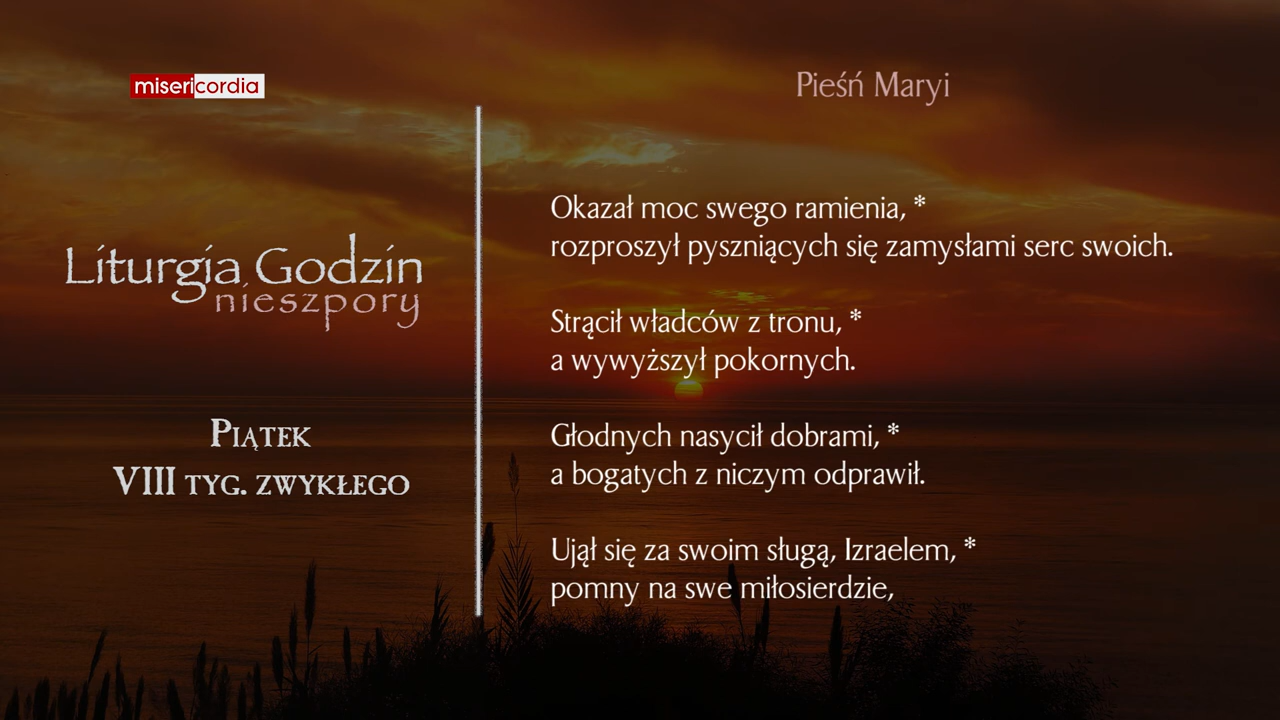 misericordia
Liturgia Godzin
nieszpory
Piątek
VIII tyg. zwykłego
Pieśń Maryi
Okazał moc swego ramienia, *
rozproszył pyszniących się zamysłami serc swoich.
Strącił władców z tronu, *
a wywyższył pokornych.
Głodnych nasycił dobrami, *
a bogatych z niczym odprawił.
Ujął się za swoim sługą, Izraelem, *
pomny na swe miłosierdzie,